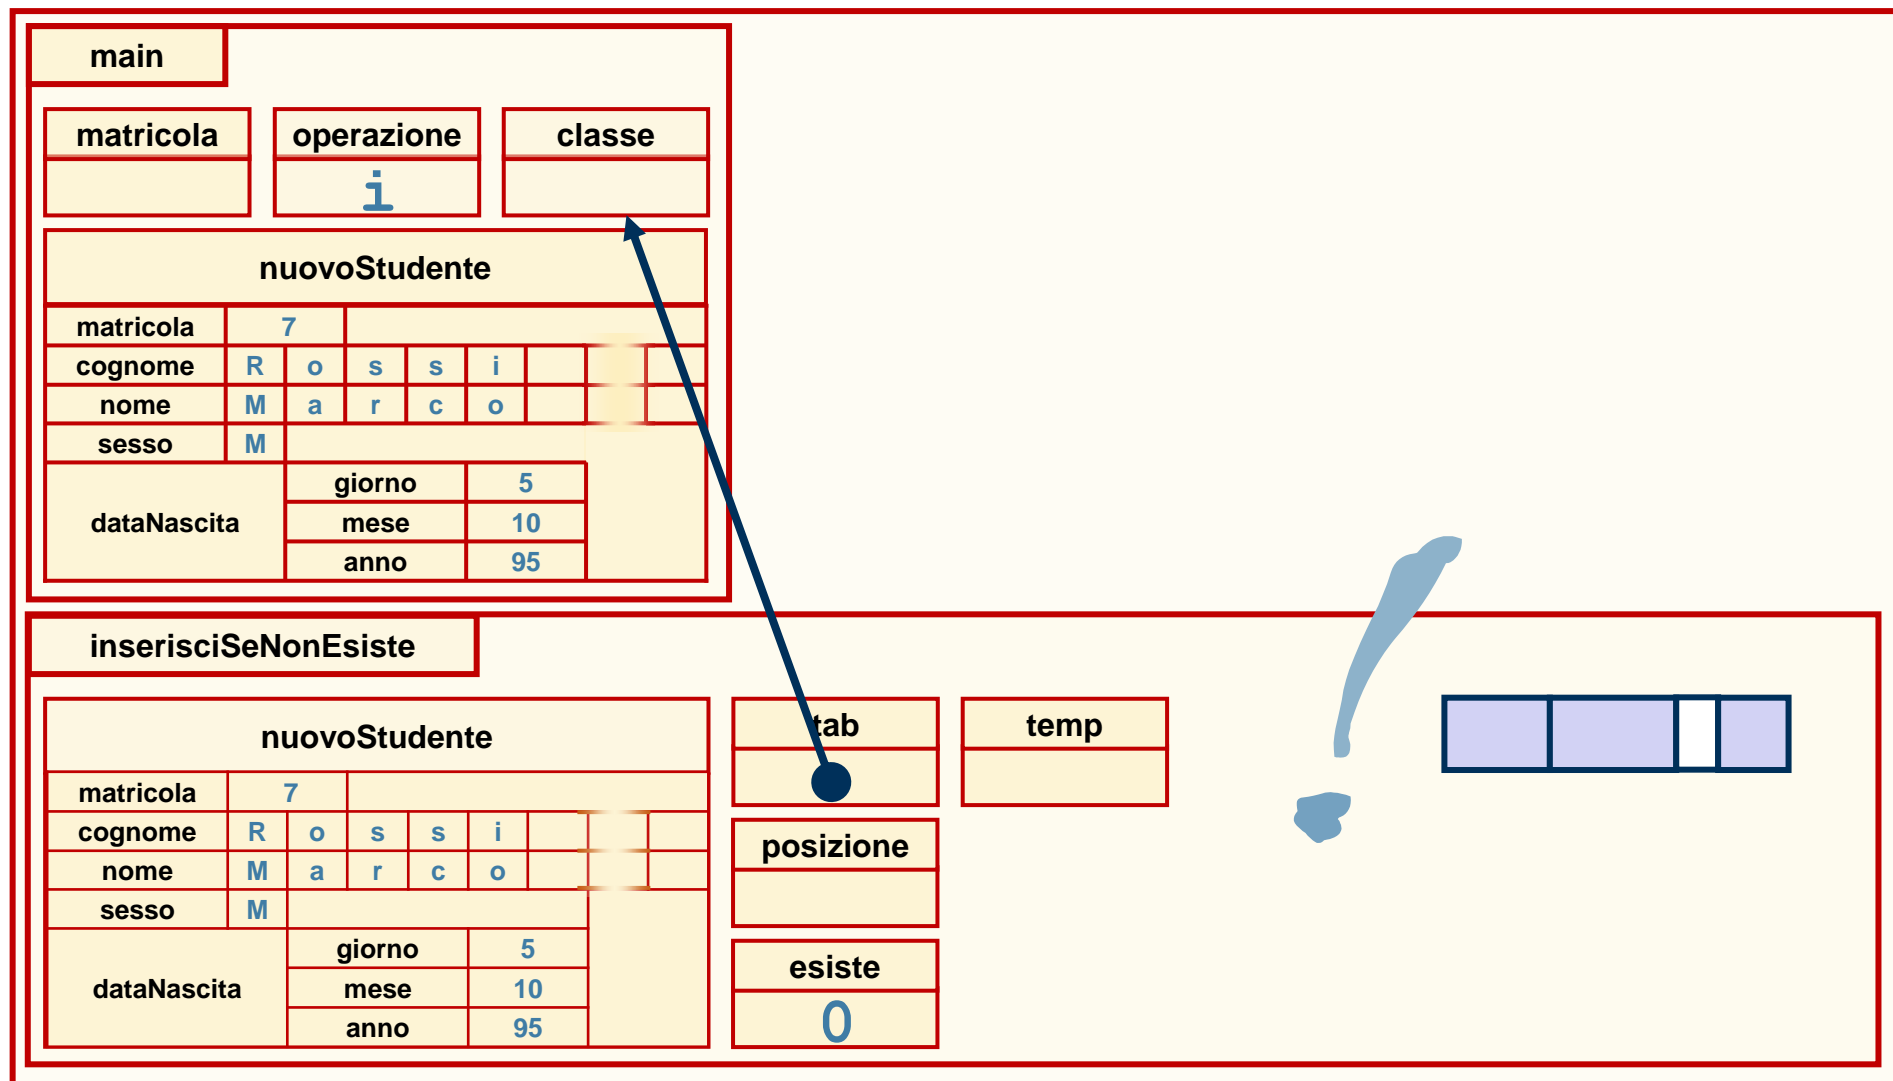 main
matricola operazione classe
i
nuovoStudente
matricola 7
cognome R o s s i
nome M a r c o
sesso M
dataNascita giorno 5
mese 10
anno 95
inserisciSeNonEsiste
nuovoStudente tab temp
matricola 7
cognome R o s s i
nome M a r c o
sesso M
dataNascita giorno 5
mese 10
anno 95
posizione
esiste
0